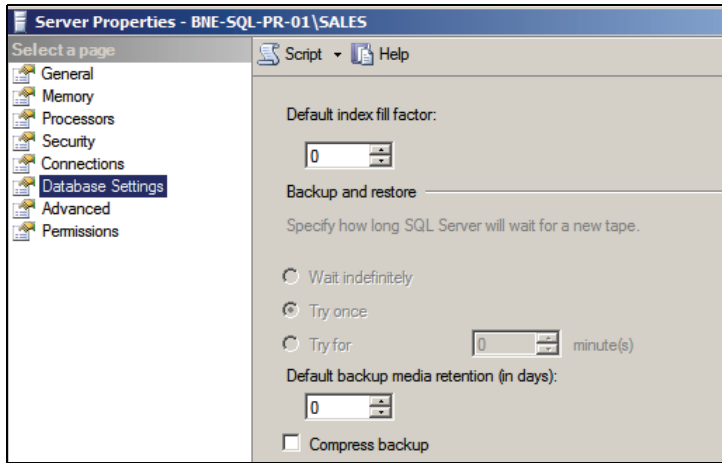 Server Properties - BNE-SQL-PR-01\SALES
Select a page
General
Memory
Processors
Security
Connections
Database Settings
Advanced
Permissions
Script Help
Default index fill factor:
0
Backup and restore
Specify how long SQL Server will wait for a new tape.
Wait indefinitely
Try once
Try for 0 minute(s)
Default backup media retention (in days):
0
Compress backup